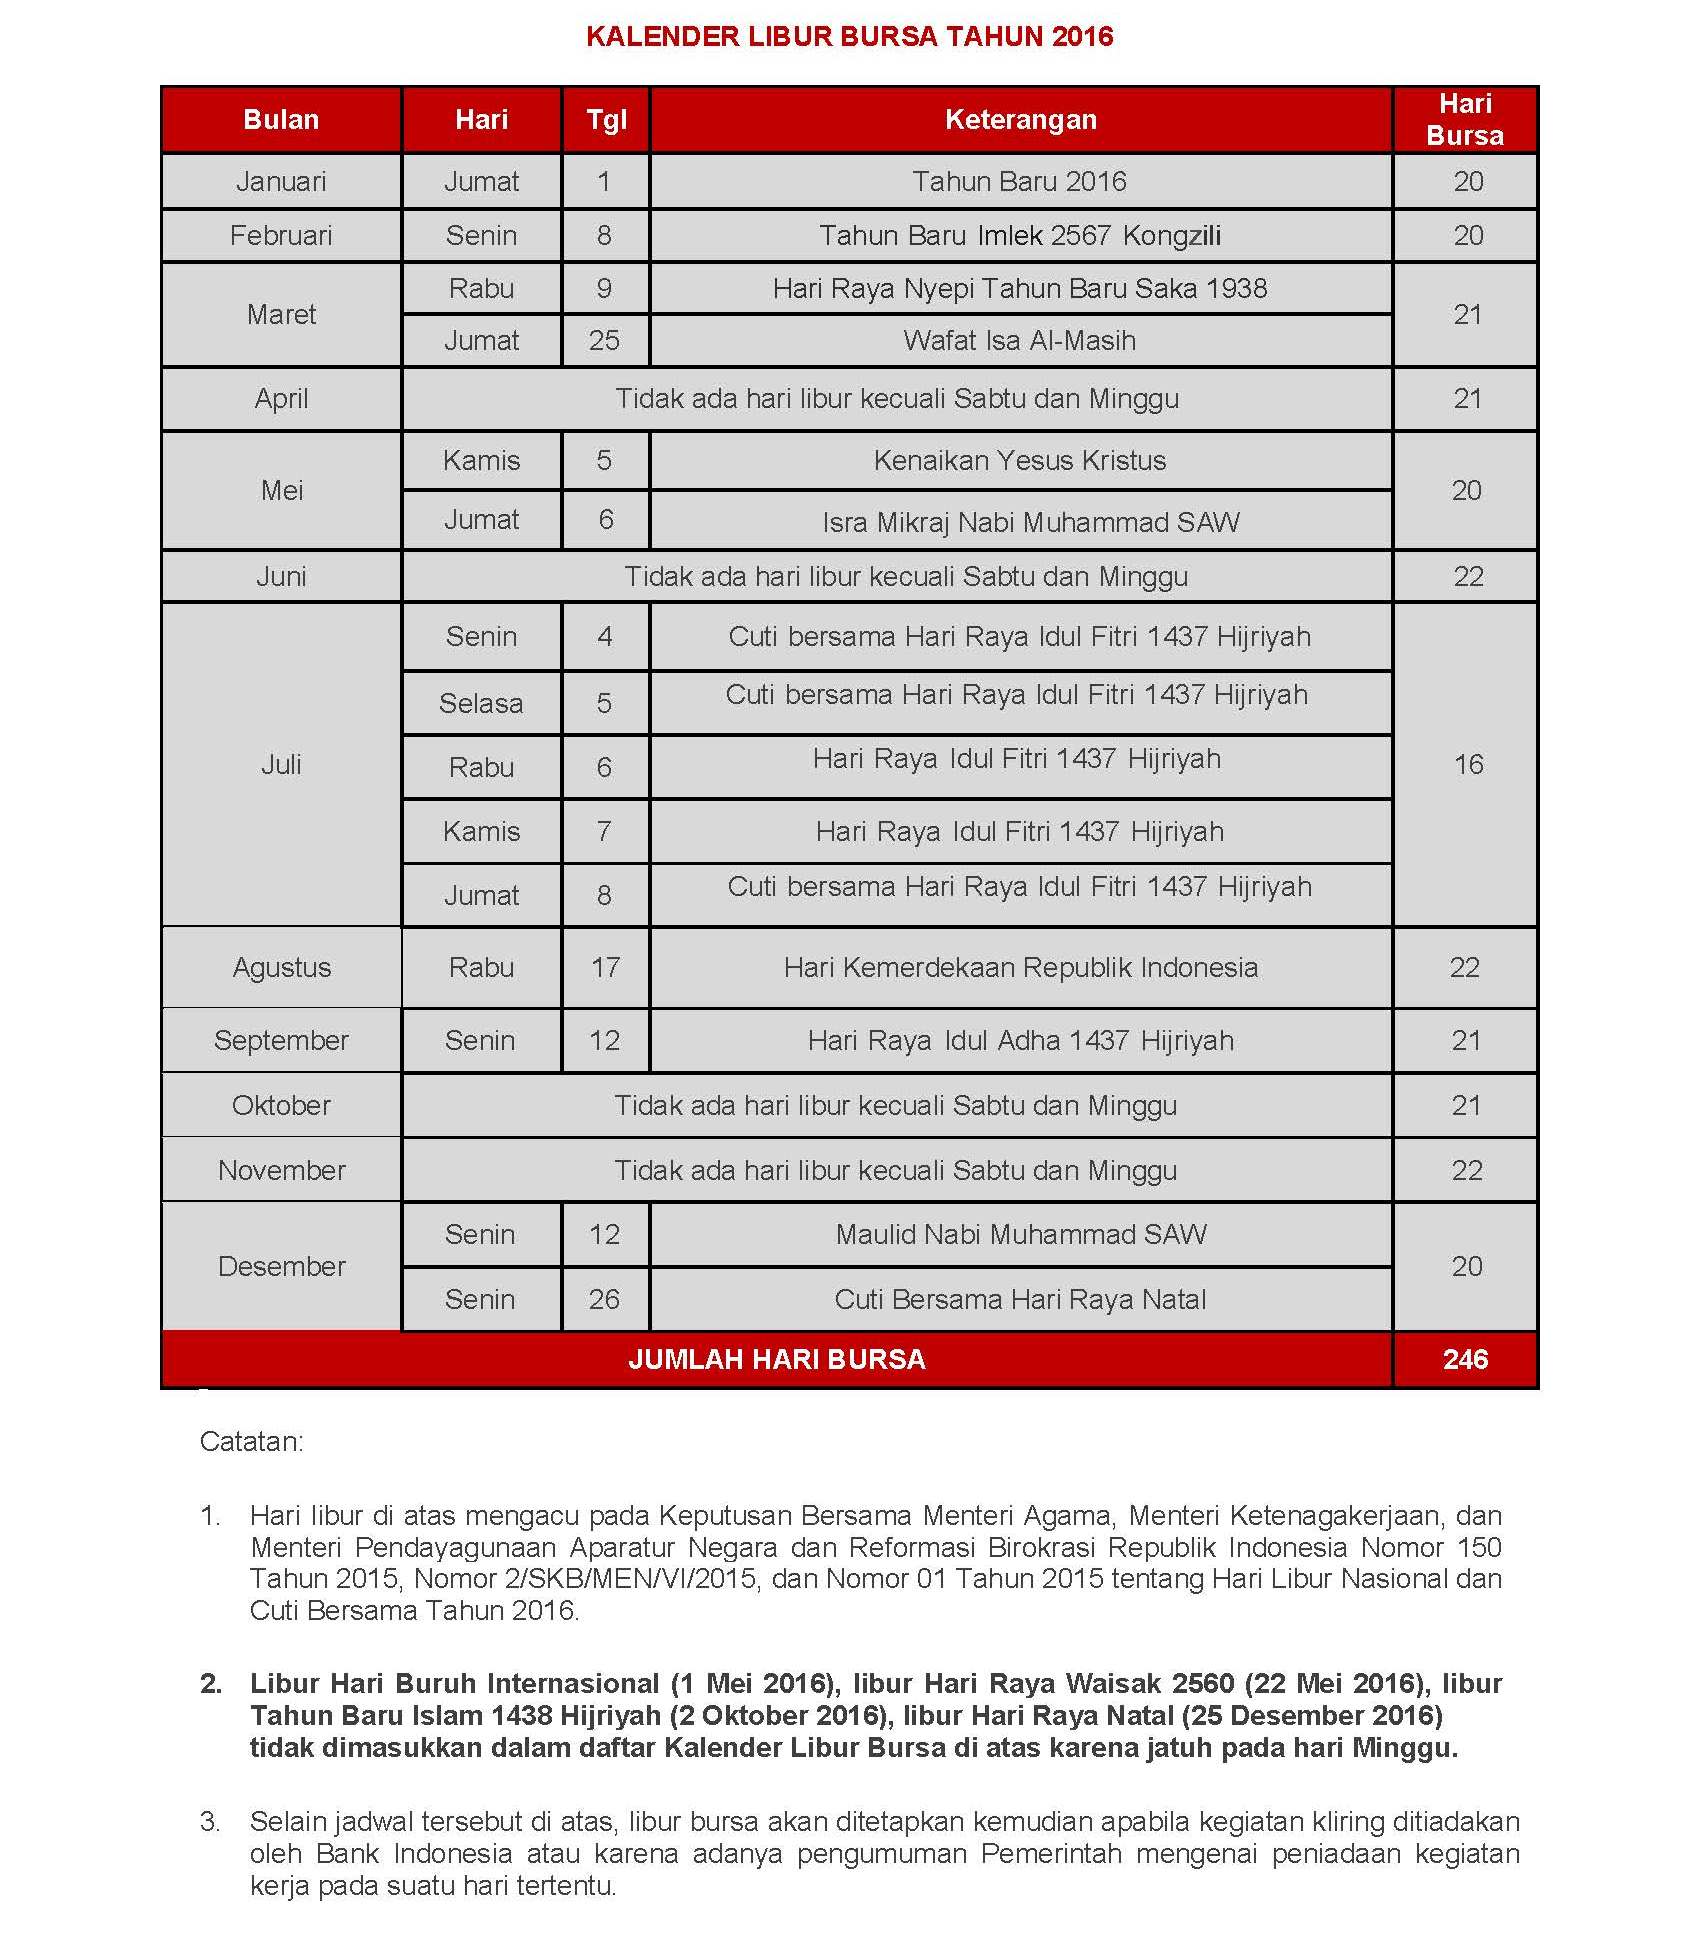 KALENDER LIBUR BURSA TAHUN 2016
Bulan Hari Tgl Keterangan Hari Bursa
Januari Jumat 1 Tahun Baru 2016 20
Februari Senin 8 Tahun Baru Imlek 2567 Kongzili 20
Maret Rabu 9 Hari Raya Nyepi Tahun Baru Saka 1938 21
Jumat 25 Wafat Isa Al-Masih
April Tidak ada hari libur kecuali Sabtu dan Minggu 21
Mei Kamis 5 Kenaikan Yesus Kristus 20
Jumat 6 Isra Mikraj Nabi Muhammad SAW
Juni Tidak ada hari libur kecuali Sabtu dan Minggu 22
Juli Senin 4 Cuti bersama Hari Raya Idul Fitri 1437 Hijriyah 16
Selasa 5 Cuti bersama Hari Raya Idul Fitri 1437 Hijriyah
Rabu 6 Hari Raya Idul Fitri 1437 Hijriyah
Kamis 7 Hari Raya Idul Fitri 1437 Hijriyah
Jumat 8 Cuti bersama Hari Raya Idul Fitri 1437 Hijriyah
Agustus Rabu 17 Hari Kemerdekaan Republik Indonesia 22
September Senin 12 Hari Raya Idul Adha 1437 Hijriyah 21
Oktober Tidak ada hari libur kecuali Sabtu dan Minggu 21
November Tidak ada hari libur kecuali Sabtu dan Minggu 22
Desember Senin 12 Maulid Nabi Muhammad SAW 20
Senin 26 Cuti Bersama Hari Raya Natal
JUMLAH HARI BURSA 246
Catatan:
1. Hari libur di atas mengacu pada Keputusan Bersama Menteri Agama, Menteri Ketenagakerjaan, dan
Menteri Pendayagunaan Aparatur Negara dan Reformasi Birokrasi Republik Indonesia Nomor 150
Tahun 2015, Nomor 2/SKB/MEN/VI/2015, dan Nomor 01 Tahun 2015 tentang Hari Libur Nasional dan
Cuti Bersama Tahun 2016.
2. Libur Hari Buruh Internasional (1 Mei 2016), libur Hari Raya Waisak 2560 (22 Mei 2016), libur
Tahun Baru Islam 1438 Hijriyah (2 Oktober 2016), libur Hari Raya Natal (25 Desember 2016)
tidak dimasukkan dalam daftar Kalender Libur Bursa di atas karena jatuh pada hari Minggu.
3. Selain jadwal tersebut di atas, libur bursa akan ditetapkan kemudian apabila kegiatan kliring ditiadakan
oleh Bank Indonesia atau karena adanya pengumuman Pemerintah mengenai peniadaan kegiatan
kerja pada suatu hari tertentu.